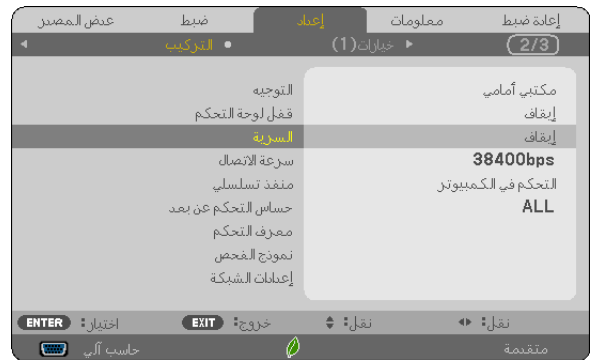 عرض المصدر ضبط إعداد معلومات إعادة ضبط
التركيب خيارات(1) (2/3)
التوجيه مكتبي أمامي
قفل لوحة التحكم إيقاف
السرية إيقاف
سرعة الاتصال 38400bps
منفذ تسلسلي التحكم في الكمبيوتر
حساس التحكم عن بعد ALL
معرف التحكم
نموذج الفحص
إعدادات الشبكة
ENTER اختيار: EXIT خروج: نقل: نقل:
حاسب آلي متقدمة